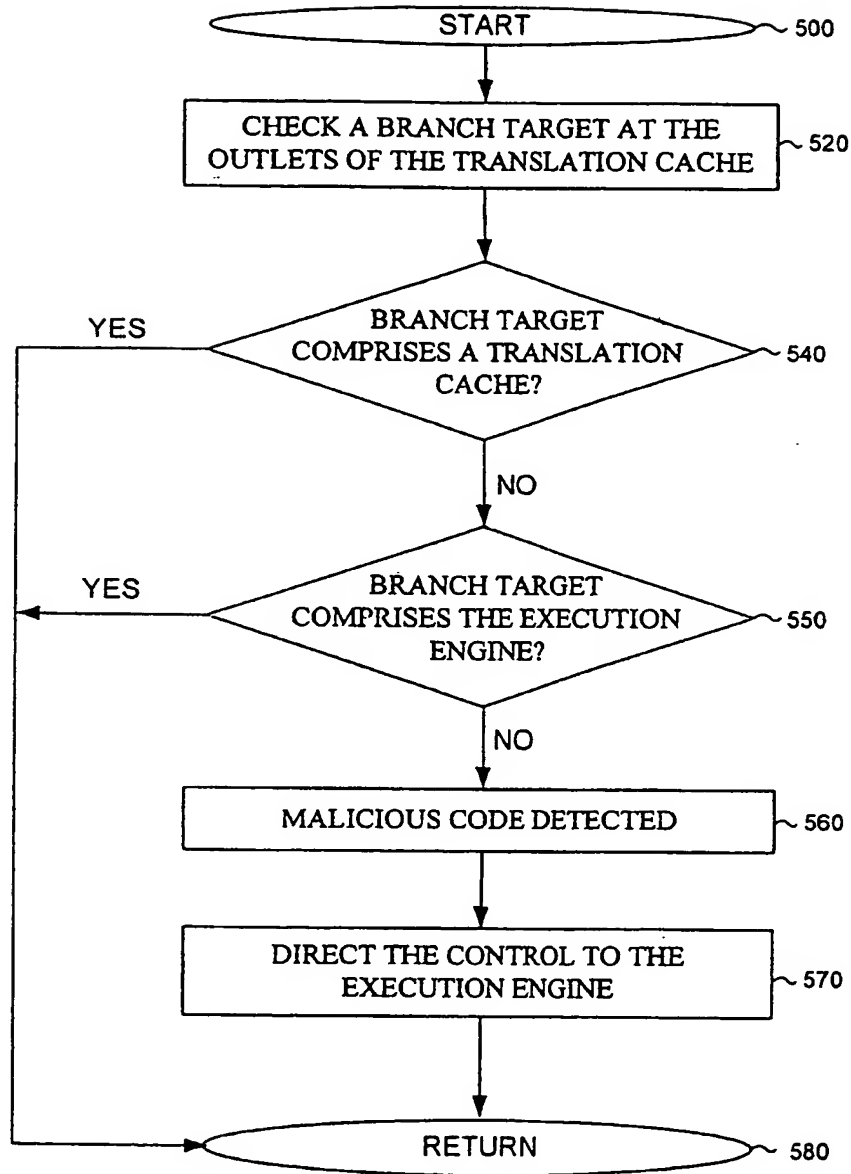 START
500
CHECK A BRANCH TARGET AT THE
OUTLETS OF THE TRANSLATION CACHE
520
YES
BRANCH TARGET
COMPRISES A TRANSLATION
CACHE?
540
NO
YES
BRANCH TARGET
COMPRISES THE EXECUTION
ENGINE?
550
NO
MALICIOUS CODE DETECTED
560
DIRECT THE CONTROL TO THE
EXECUTION ENGINE
570
RETURN
580